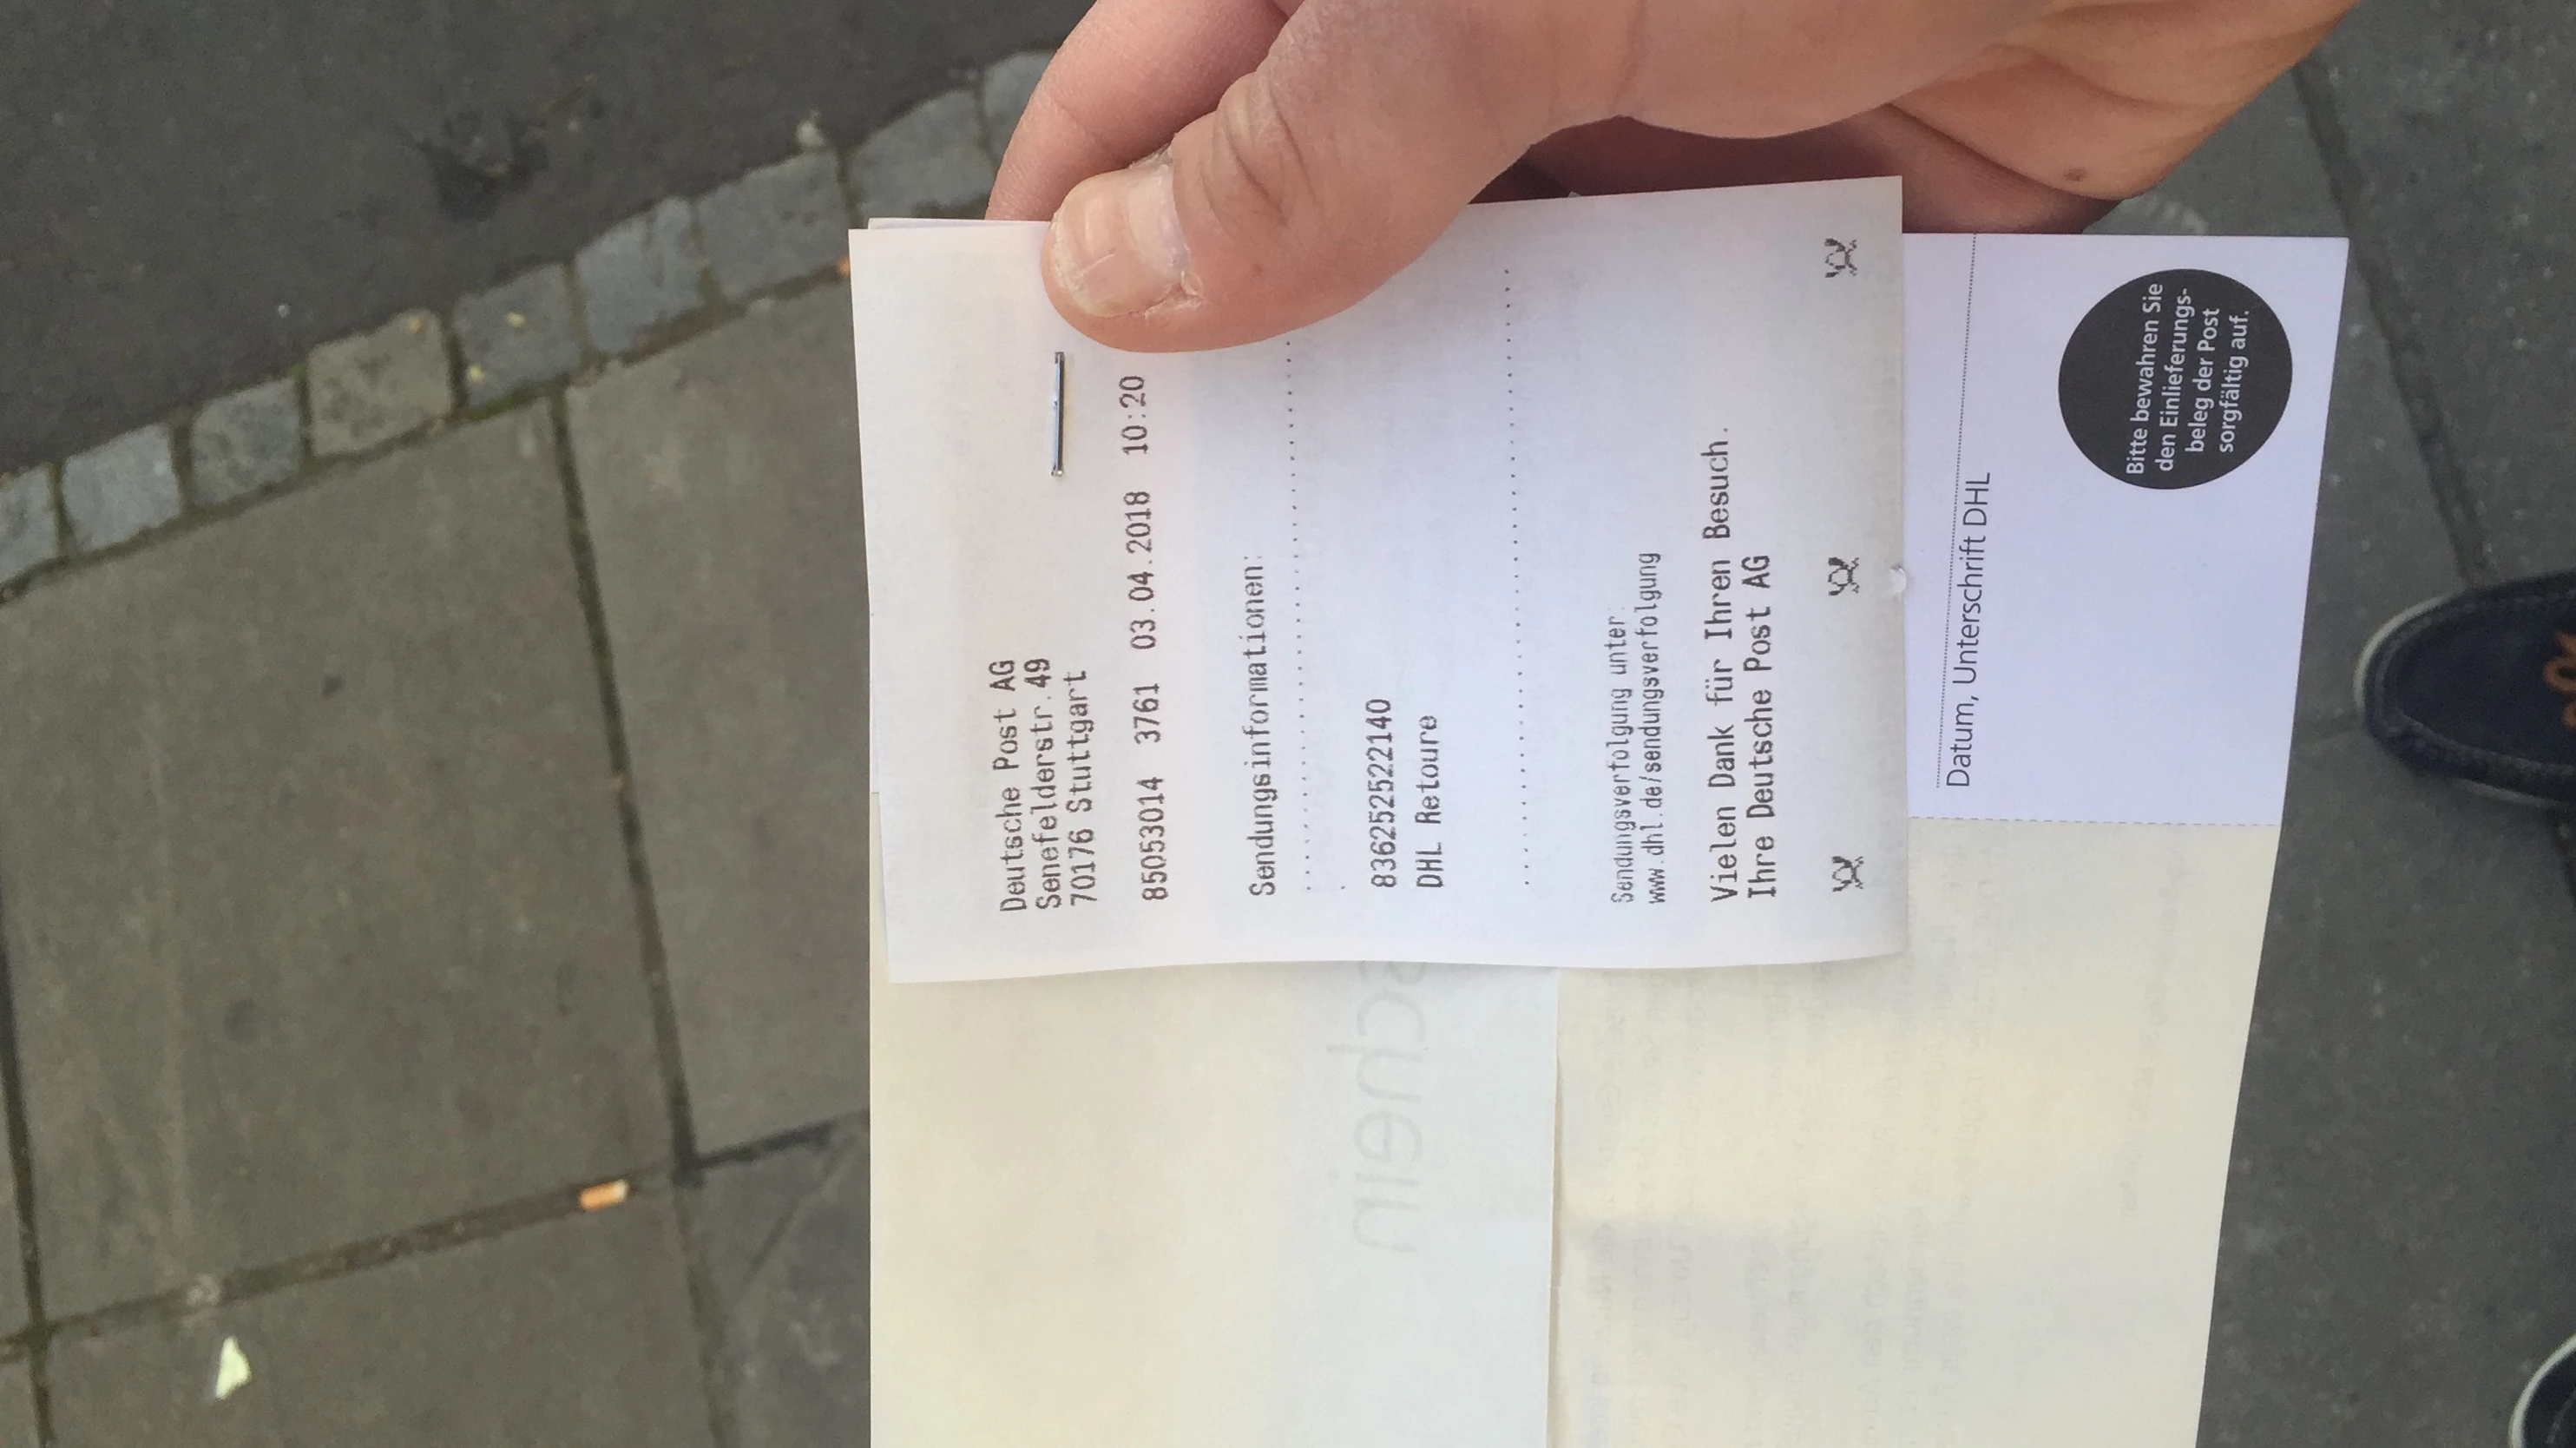 Deutsche Post AG
Senefelderstr.49
70176 Stuttgart
85053014 3761 03.04.2018 10:20
Sendungsinformationen:
836252522140
DHL Retoure
Sendungsverfolgung unter:
www.dhl.de/sendungsverfolgung
Vielen Dank für Ihren Besuch.
Ihre Deutsche Post AG
Datum, Unterschrift DHL
Bitte bewahren Sie
den Einlieferungs-
beleg der Post
sorgfältig auf.